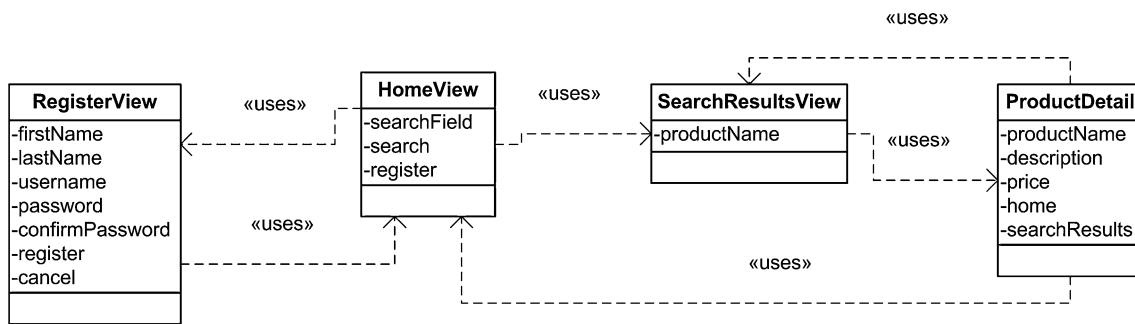 «uses»
RegisterView
-firstName
-lastName
-username
-password
-confirmPassword
-register
-cancel
«uses»
HomeView
-searchField
-search
-register
«uses»
«uses»
SearchResultsView
-productName
«uses»
ProductDetail
-productName
-description
-price
-home
-searchResults
«uses»